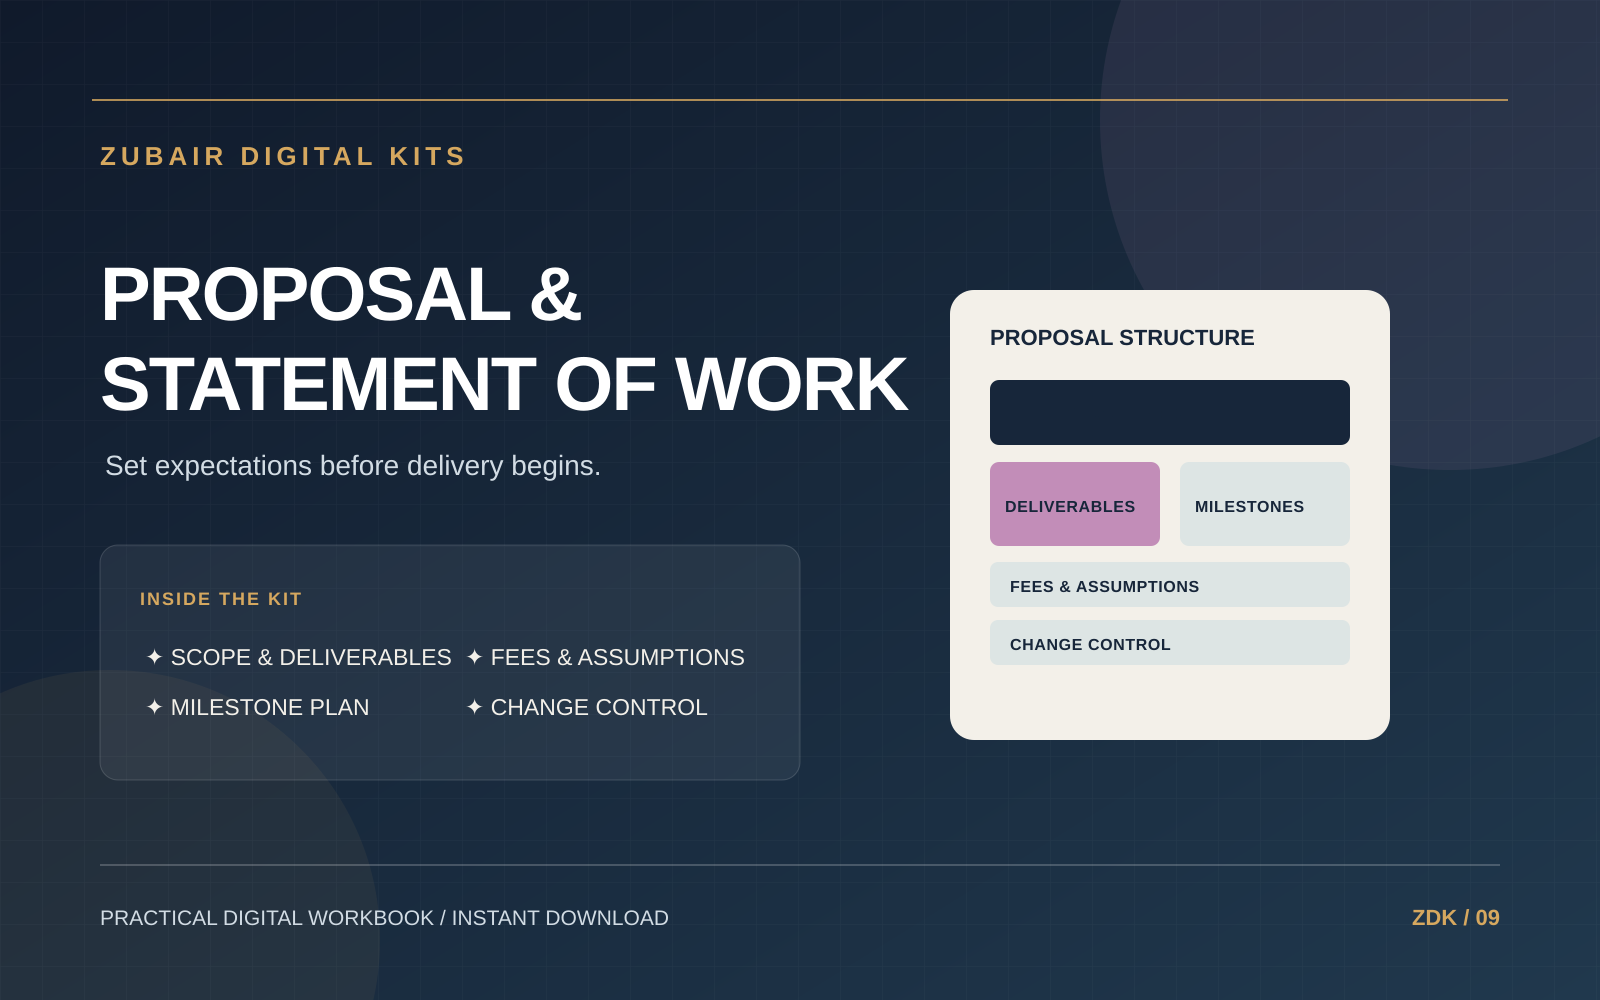 ZUBAIR DIGITAL KITS
PROPOSAL &
STATEMENT OF WORK
Set expectations before delivery begins.
INSIDE THE KIT
✦ SCOPE & DELIVERABLES ✦ FEES & ASSUMPTIONS
✦ MILESTONE PLAN ✦ CHANGE CONTROL
PROPOSAL STRUCTURE
DELIVERABLES MILESTONES
FEES & ASSUMPTIONS
CHANGE CONTROL
PRACTICAL DIGITAL WORKBOOK / INSTANT DOWNLOAD
ZDK / 09